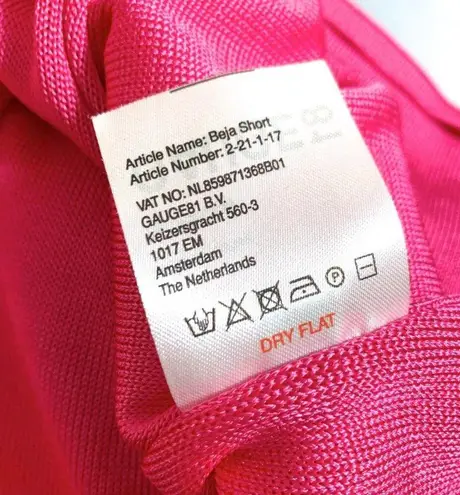 Article Name: Beja Short
Article Number: 2-21-1-17
VAT NO: NL859871368B01
GAUGE81 B.V.
Keizersgracht 560-3
1017 EM
Amsterdam
The Netherlands
P
DRY FLAT